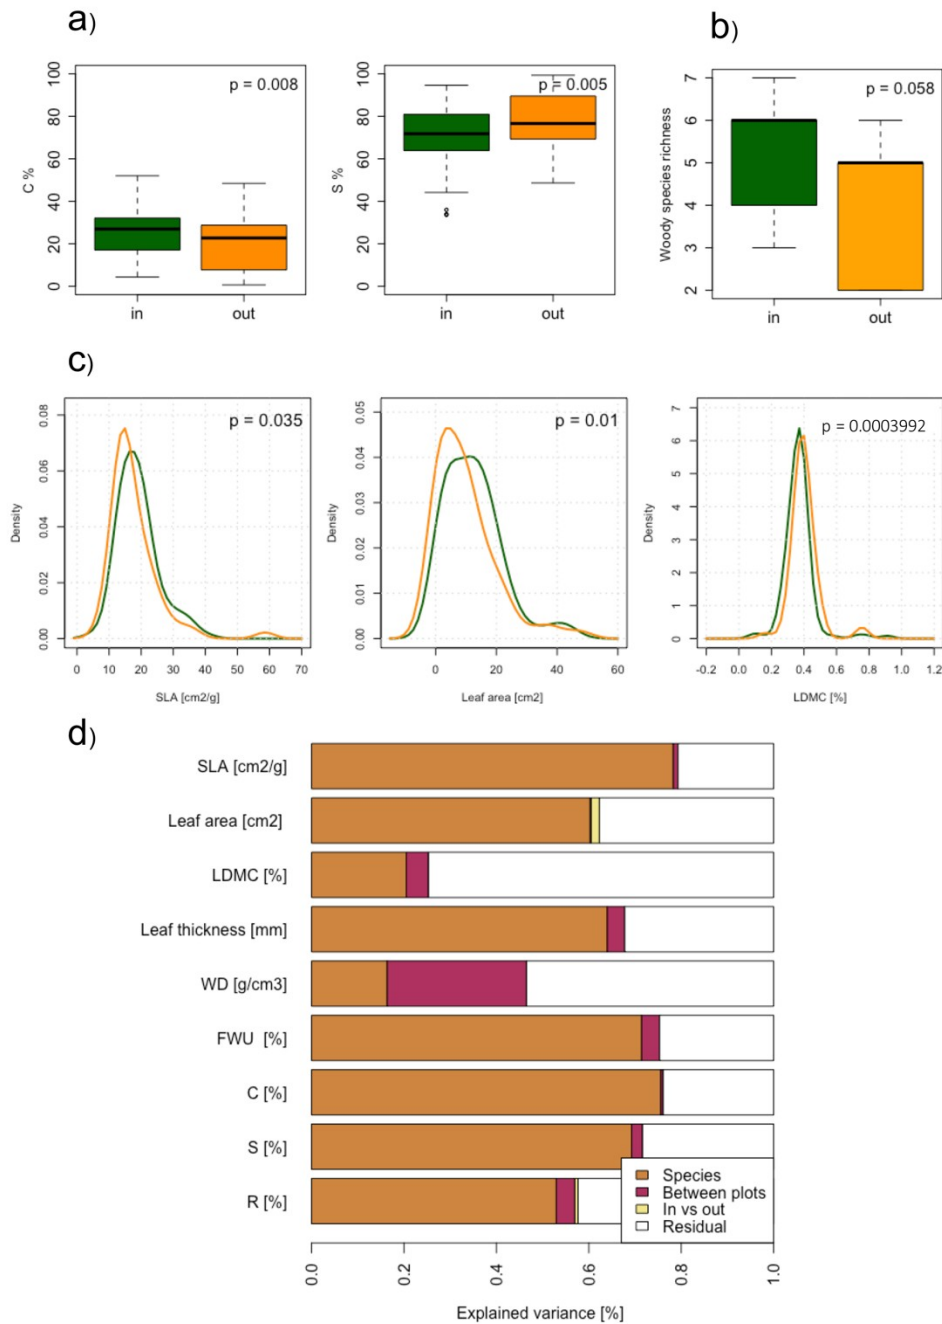 a)
p = 0.008
C %
0
20
40
60
80
100
in
out
p = 0.005
S %
0
20
40
60
80
100
in
out
b)
p = 0.058
Woody species richness
2
3
4
5
6
7
in
out
c)
p = 0.035
Density
0.00
0.02
0.04
0.06
0.08
0 10 20 30 40 50 60 70
SLA [cm2/g]
p = 0.01
Density
0.00
0.01
0.02
0.03
0.04
0.05
0 20 40 60
Leaf area [cm2]
p = 0.0003992
Density
0
1
2
3
4
5
6
7
-0.2 0.0 0.2 0.4 0.6 0.8 1.0 1.2
LDMC [%]
d)
SLA [cm2/g]
Leaf area [cm2]
LDMC [%]
Leaf thickness [mm]
WD [g/cm3]
FWU [%]
C [%]
S [%]
R [%]
Species
Between plots
In vs out
Residual
0.0 0.2 0.4 0.6 0.8 1.0
Explained variance [%]